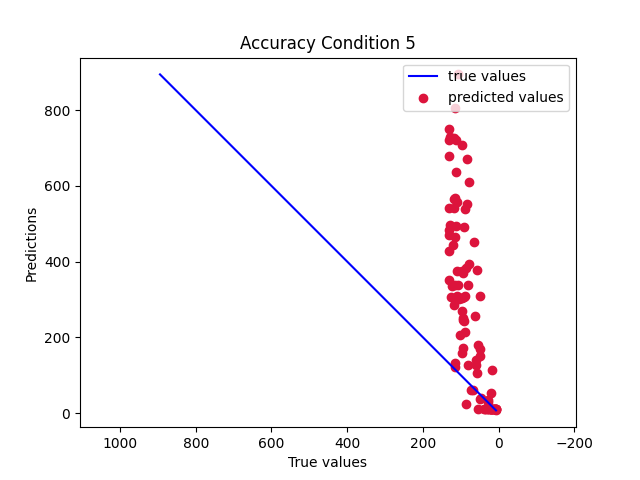 Accuracy Condition 5
true values
predicted values
Predictions
800
600
400
200
0
1000 800 600 400 200 0 −200
True values